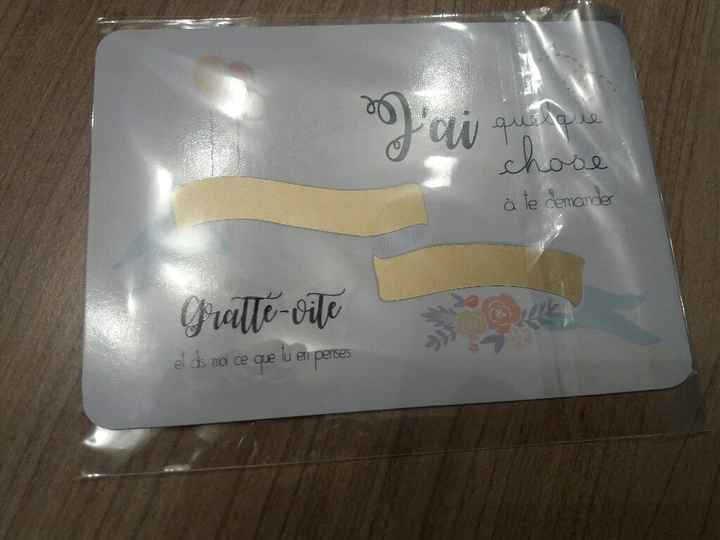 J'ai quelque
chose
à te demander
Gratte-vite
et dis moi ce que tu en penses